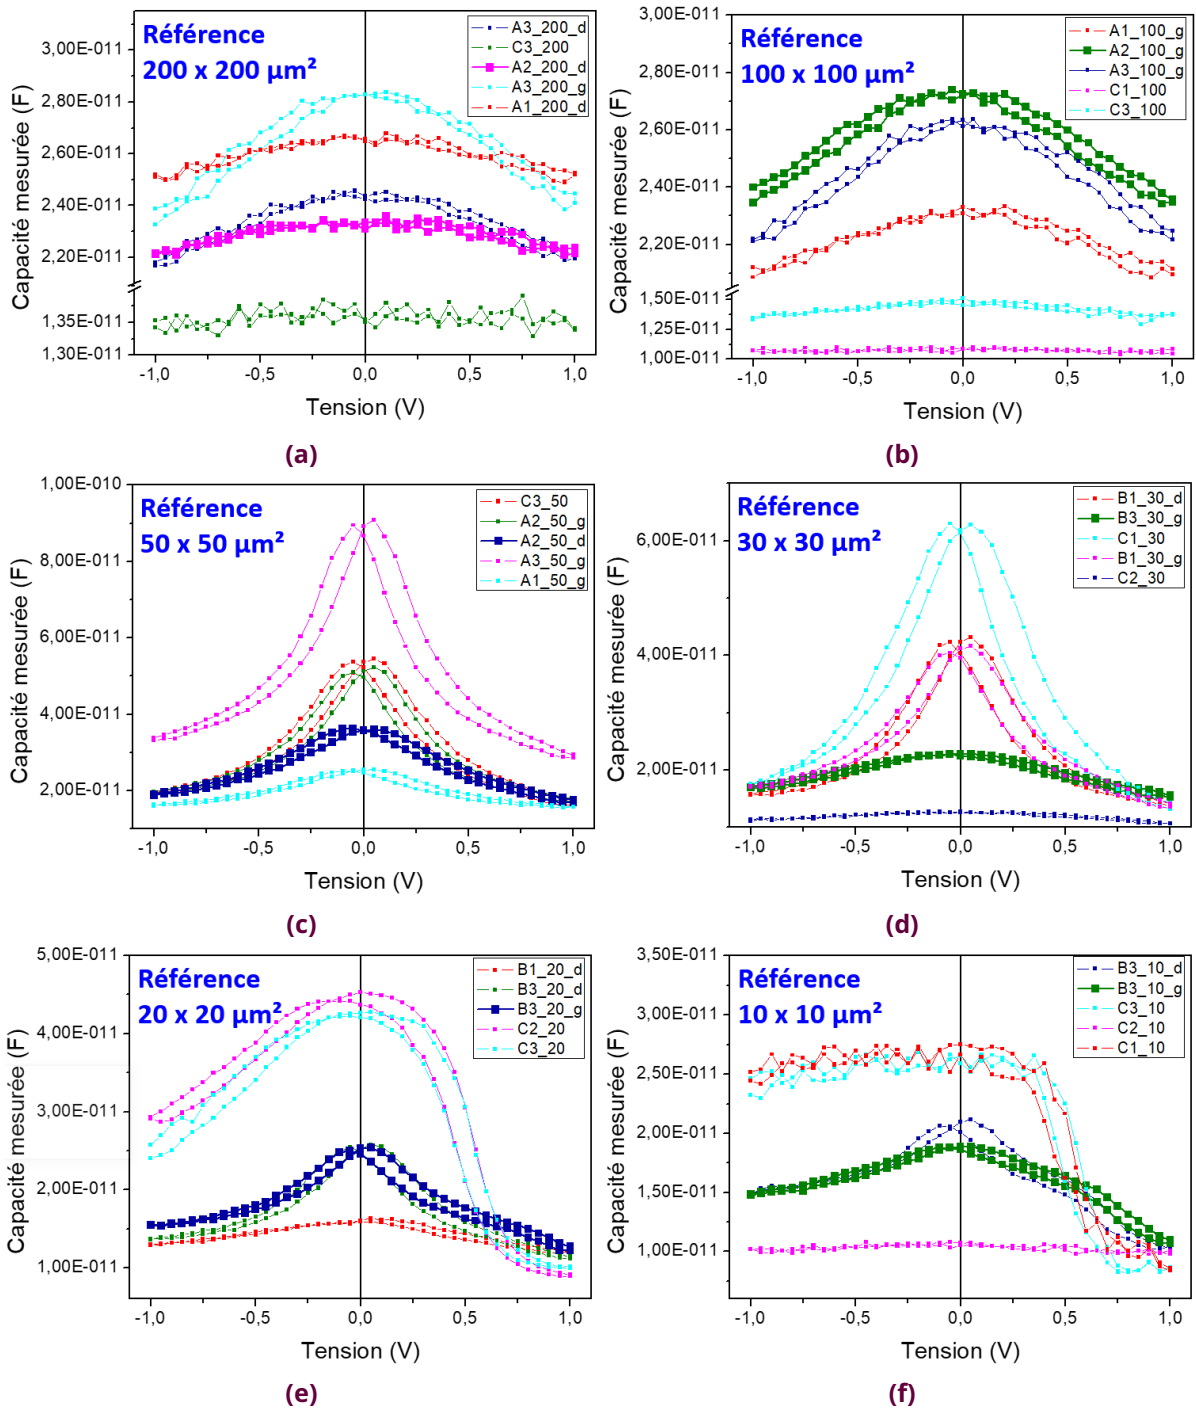 Référence
200 x 200 µm²
A3_200_d
C3_200
A2_200_d
A3_200_g
A1_200_d
Capacité mesurée (F)
3,00E-011
2,80E-011
2,60E-011
2,40E-011
2,20E-011
1,35E-011
1,30E-011
-1,0
-0,5
0,0
0,5
1,0
Tension (V)
(a)
Référence
100 x 100 µm²
A1_100_g
A2_100_g
A3_100_g
C1_100
C3_100
Capacité mesurée (F)
3,00E-011
2,80E-011
2,60E-011
2,40E-011
2,20E-011
1,50E-011
1,25E-011
1,00E-011
-1,0
-0,5
0,0
0,5
1,0
Tension (V)
(b)
Référence
50 x 50 µm²
C3_50
A2_50_g
A2_50_d
A3_50_g
A1_50_g
Capacité mesurée (F)
1,00E-010
8,00E-011
6,00E-011
4,00E-011
2,00E-011
-1,0
-0,5
0,0
0,5
1,0
Tension (V)
(c)
Référence
30 x 30 µm²
B1_30_d
B3_30_g
C1_30
B1_30_g
C2_30
Capacité mesurée (F)
6,00E-011
4,00E-011
2,00E-011
-1,0
-0,5
0,0
0,5
1,0
Tension (V)
(d)
Référence
20 x 20 µm²
B1_20_d
B3_20_d
B3_20_g
C2_20
C3_20
Capacité mesurée (F)
5,00E-011
4,00E-011
3,00E-011
2,00E-011
1,00E-011
-1,0
-0,5
0,0
0,5
1,0
Tension (V)
(e)
Référence
10 x 10 µm²
B3_10_d
B3_10_g
C3_10
C2_10
C1_10
Capacité mesurée (F)
3,50E-011
3,00E-011
2,50E-011
2,00E-011
1,50E-011
1,00E-011
-1,0
-0,5
0,0
0,5
1,0
Tension (V)
(f)